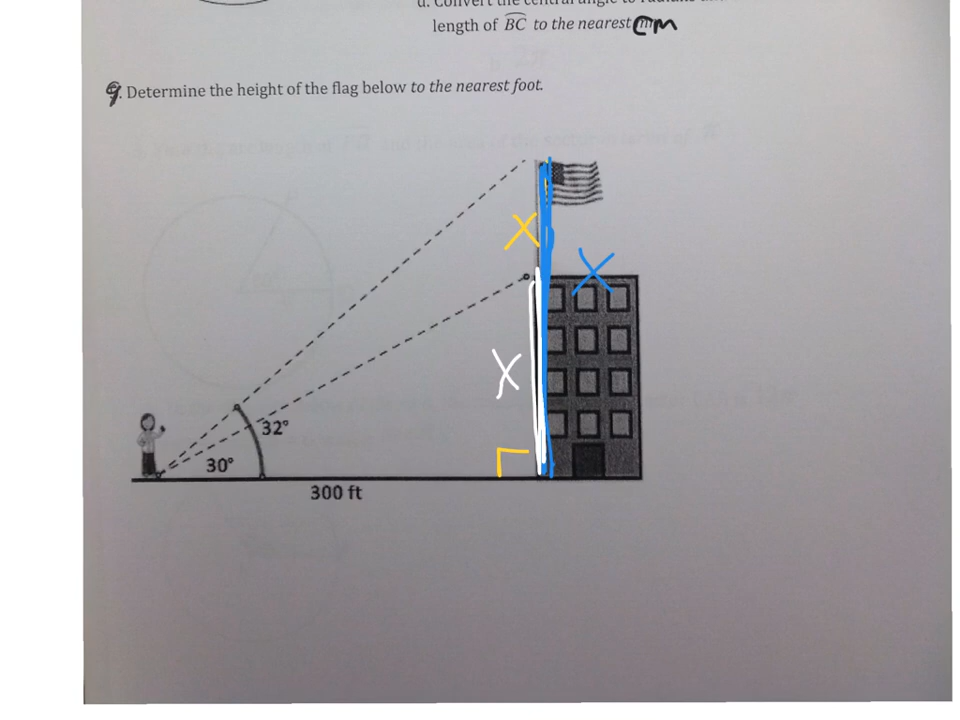 length of BC to the nearest cm
9. Determine the height of the flag below to the nearest foot.
X
X
X
32°
30°
300 ft